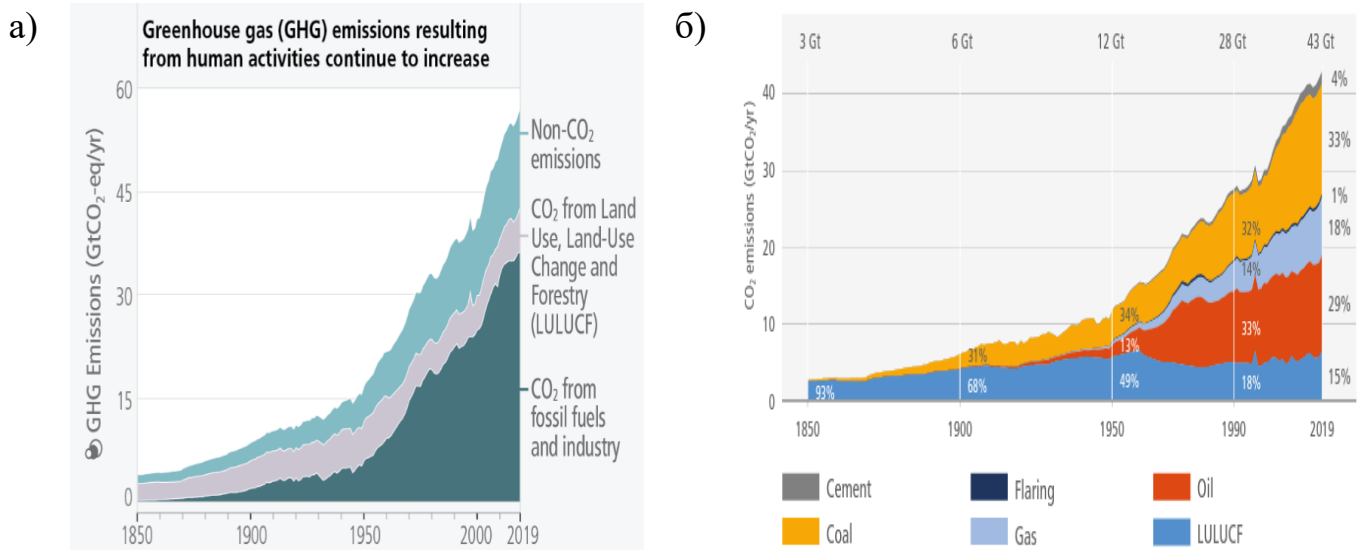 а)
Greenhouse gas (GHG) emissions resulting
from human activities continue to increase
GHG Emissions (GtCO₂-eq/yr)
60
45
30
15
0
1850
1900
1950
2000
2019
Non-CO₂
emissions
CO₂ from Land
Use, Land-Use
Change and
Forestry
(LULUCF)
CO₂ from
fossil fuels
and industry
б)
3 Gt
6 Gt
12 Gt
28 Gt
43 Gt
CO₂ emissions (GtCO₂/yr)
40
30
20
10
0
93%
31%
68%
34%
13%
49%
32%
14%
33%
18%
4%
33%
1%
18%
29%
15%
1850
1900
1950
1990
2019
Cement
Flaring
Oil
Coal
Gas
LULUCF